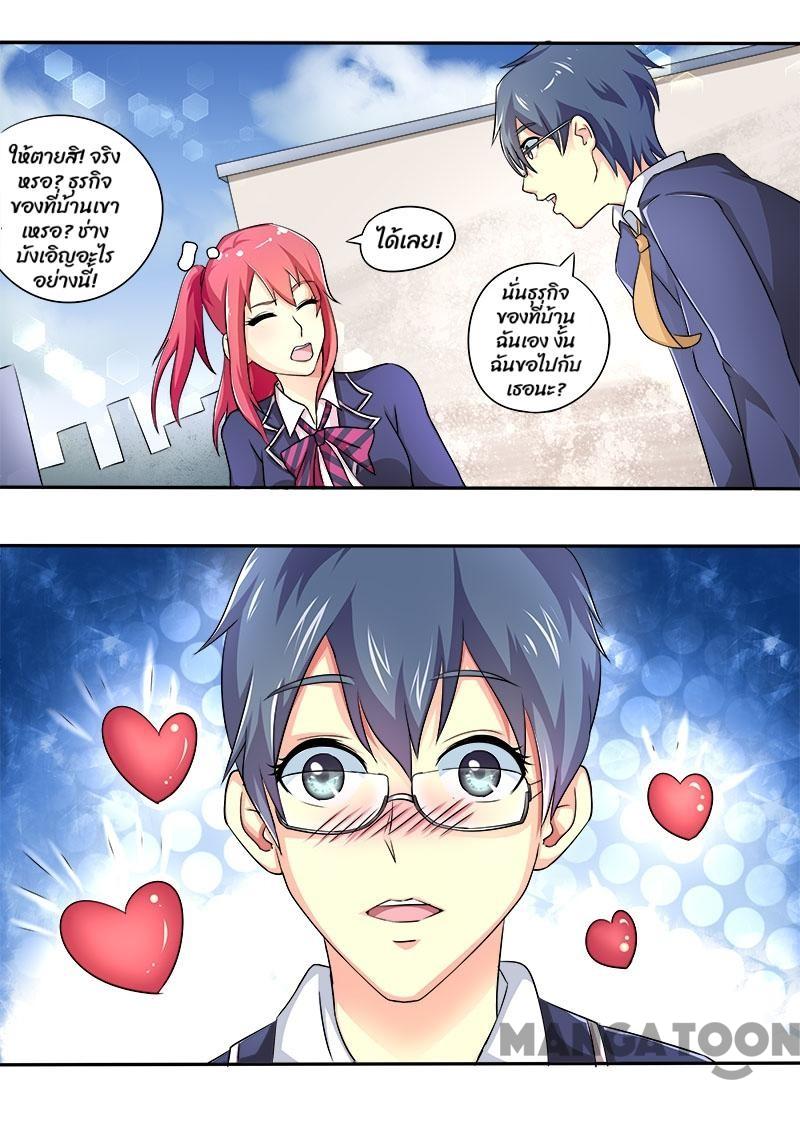 ให้ตายสิ! จริง
หรอ? ธุรกิจ
ของที่บ้านเขา
เหรอ? ช่าง
บังเอิญอะไร
อย่างนี้!
ได้เลย!
นั่นธุรกิจ
ของที่บ้าน
ฉันเอง งั้น
ฉันขอไปกับ
เธอนะ?
MANGATOON